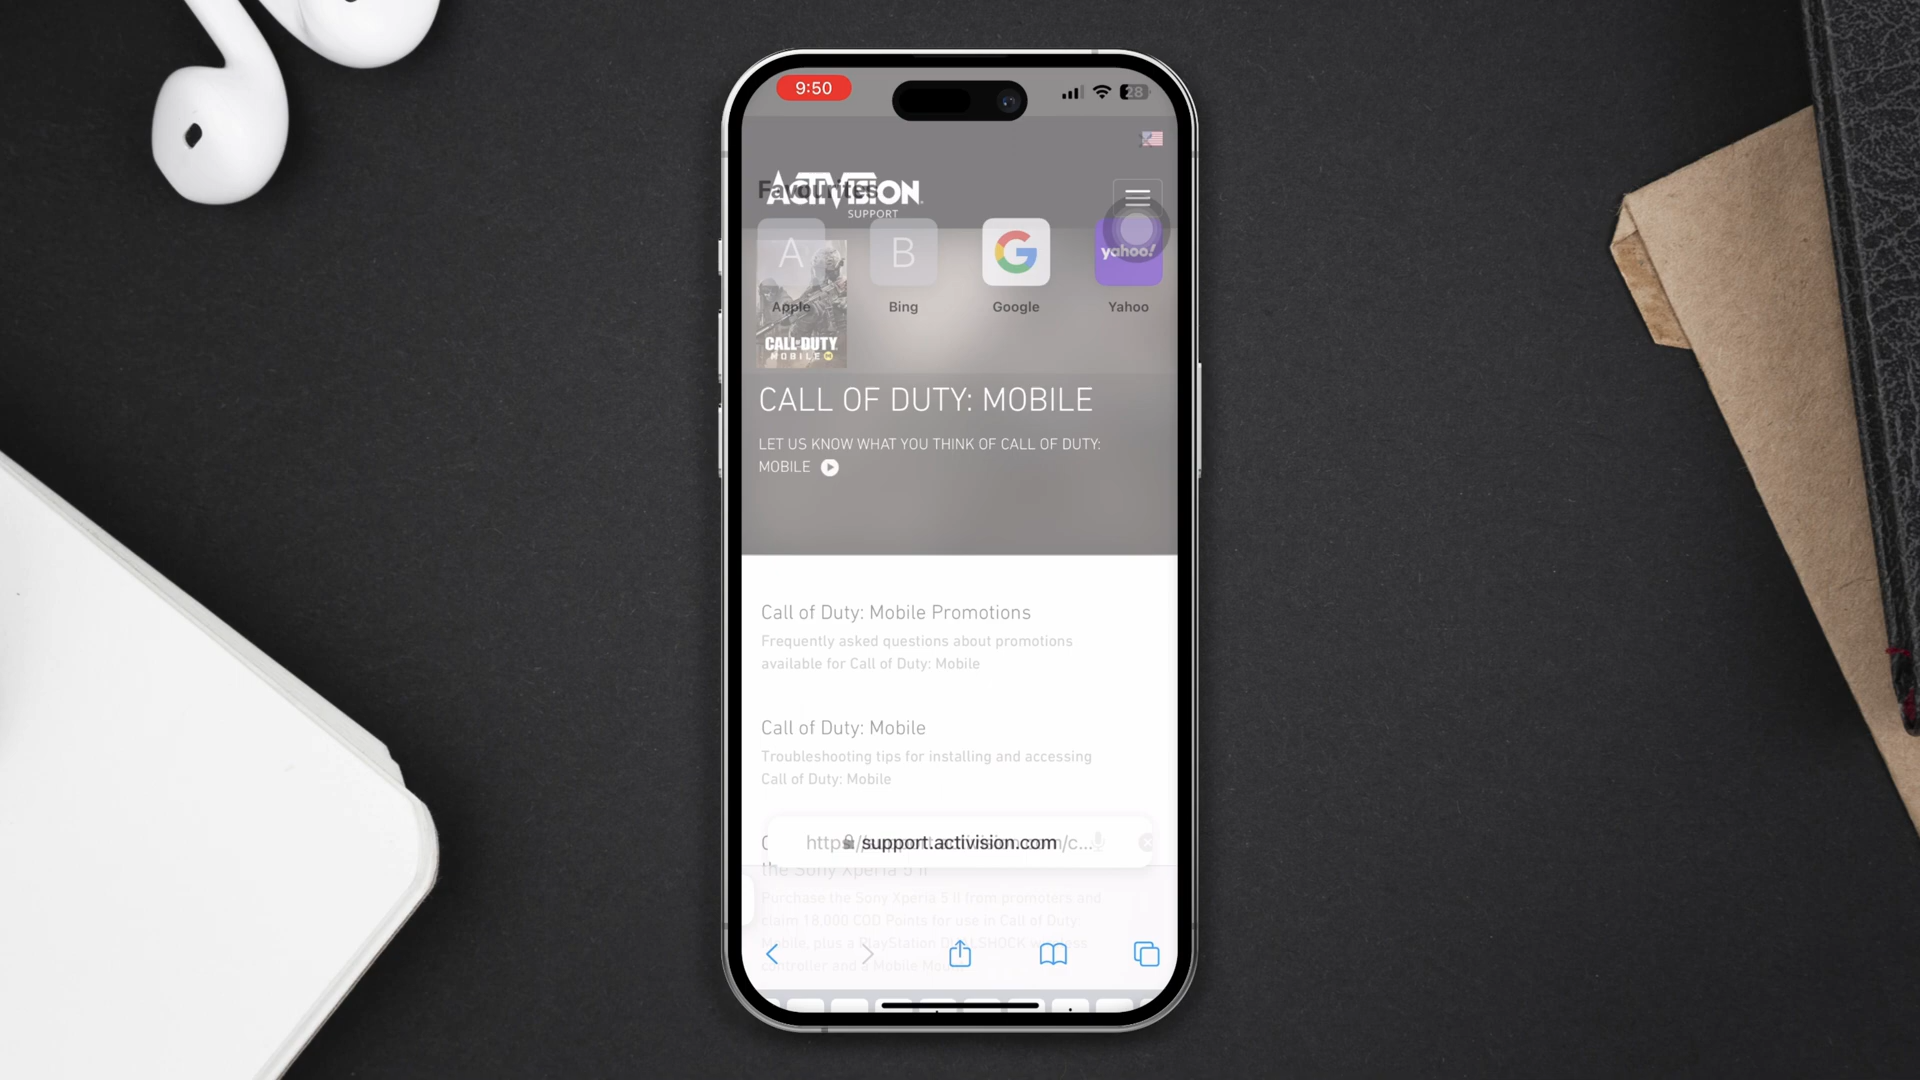 9:50
28
Favourites
ACTIVISION
SUPPORT
A
B
G
yahoo!
Apple
Bing
Google
Yahoo
CALL OF DUTY
MOBILE
CALL OF DUTY: MOBILE
LET US KNOW WHAT YOU THINK OF CALL OF DUTY:
MOBILE
Call of Duty: Mobile Promotions
Frequently asked questions about promotions
available for Call of Duty: Mobile
Call of Duty: Mobile
Troubleshooting tips for installing and accessing
Call of Duty: Mobile
support.activision.com
the Sony Xperia 5 II
Purchase the Sony Xperia 5 II from promoters and
claim 18,000 COD Points for use in Call of Duty:
Mobile, plus a PlayStation DUALSHOCK wireless
controller and a Mobile